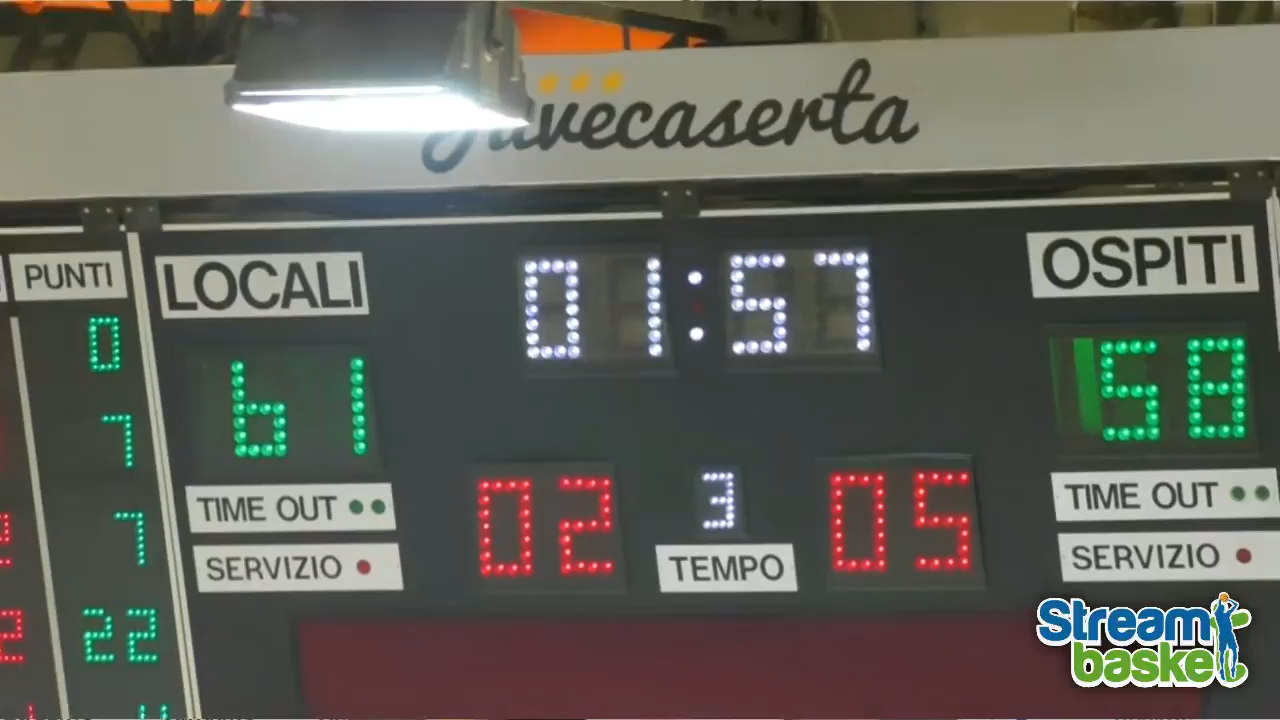 Juvecaserta
PUNTI
LOCALI
01:57
OSPITI
0
7
7
22
61
58
TIME OUT
SERVIZIO
02
3
TEMPO
05
TIME OUT
SERVIZIO
Stream
basket